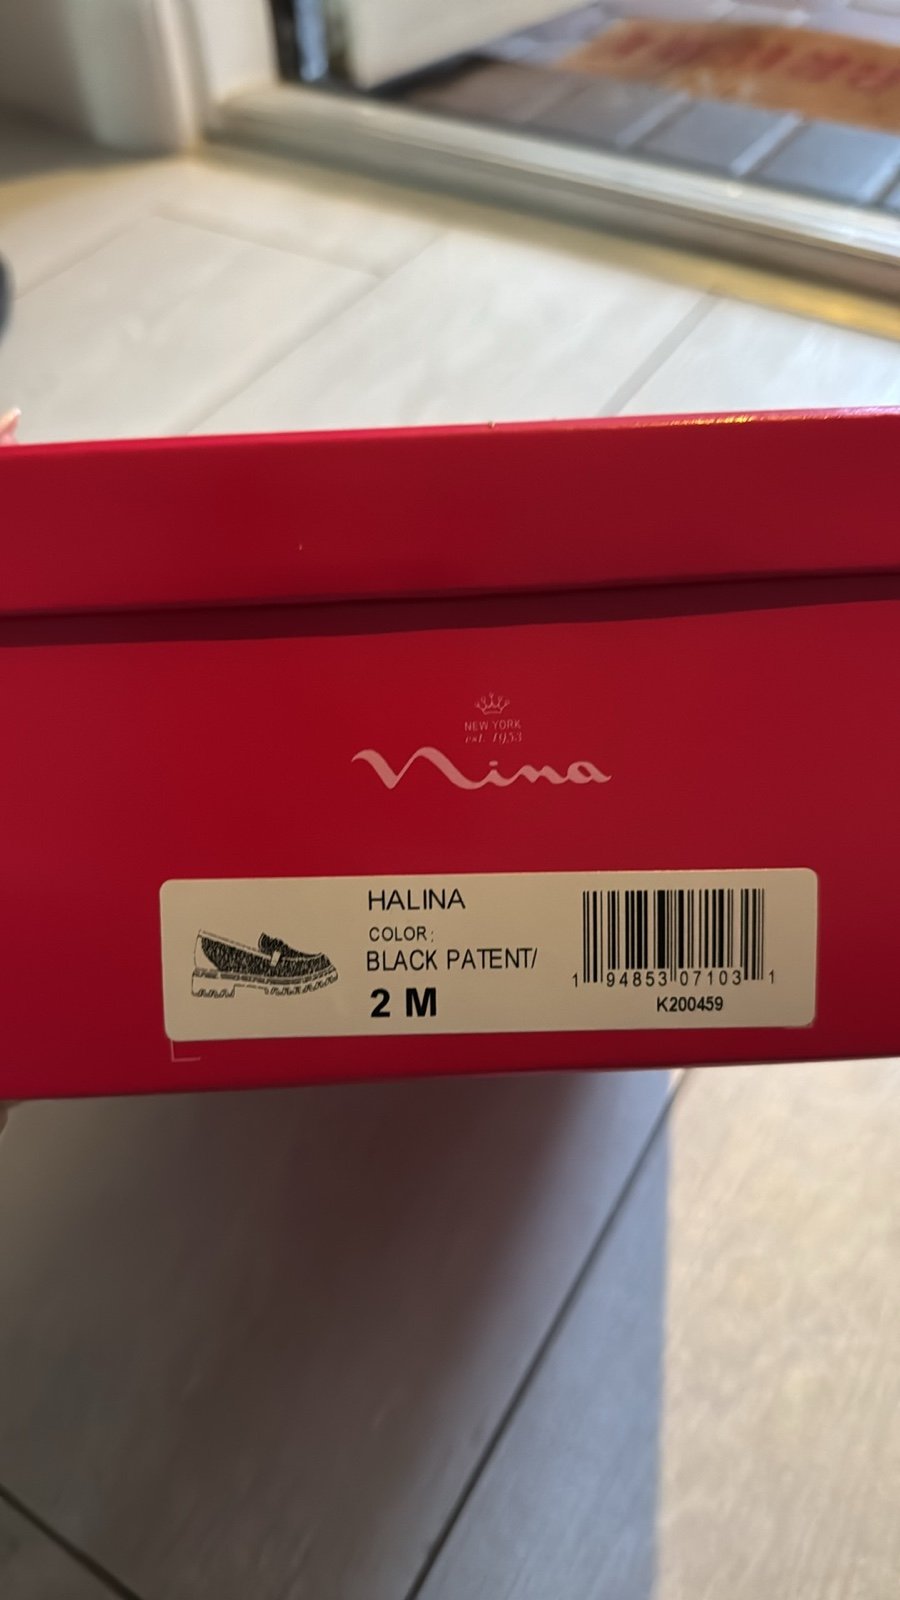 NEW YORK
est. 1953
nina
HALINA
COLOR:
BLACK PATENT/
2 M
1 94853 07103 1
K200459